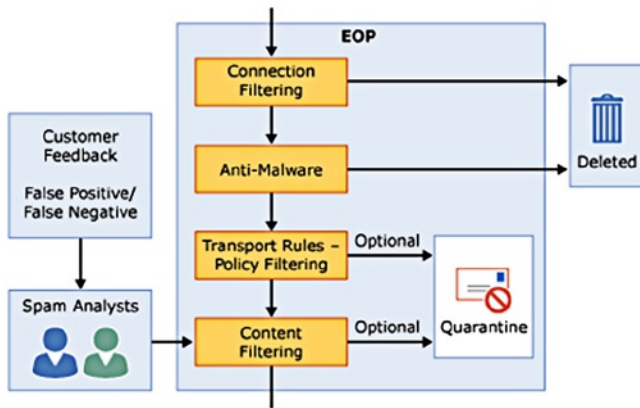 EOP
Connection
Filtering
Deleted
Customer
Feedback
False Positive/
False Negative
Anti-Malware
Transport Rules –
Policy Filtering
Optional
Quarantine
Spam Analysts
Content
Filtering
Optional